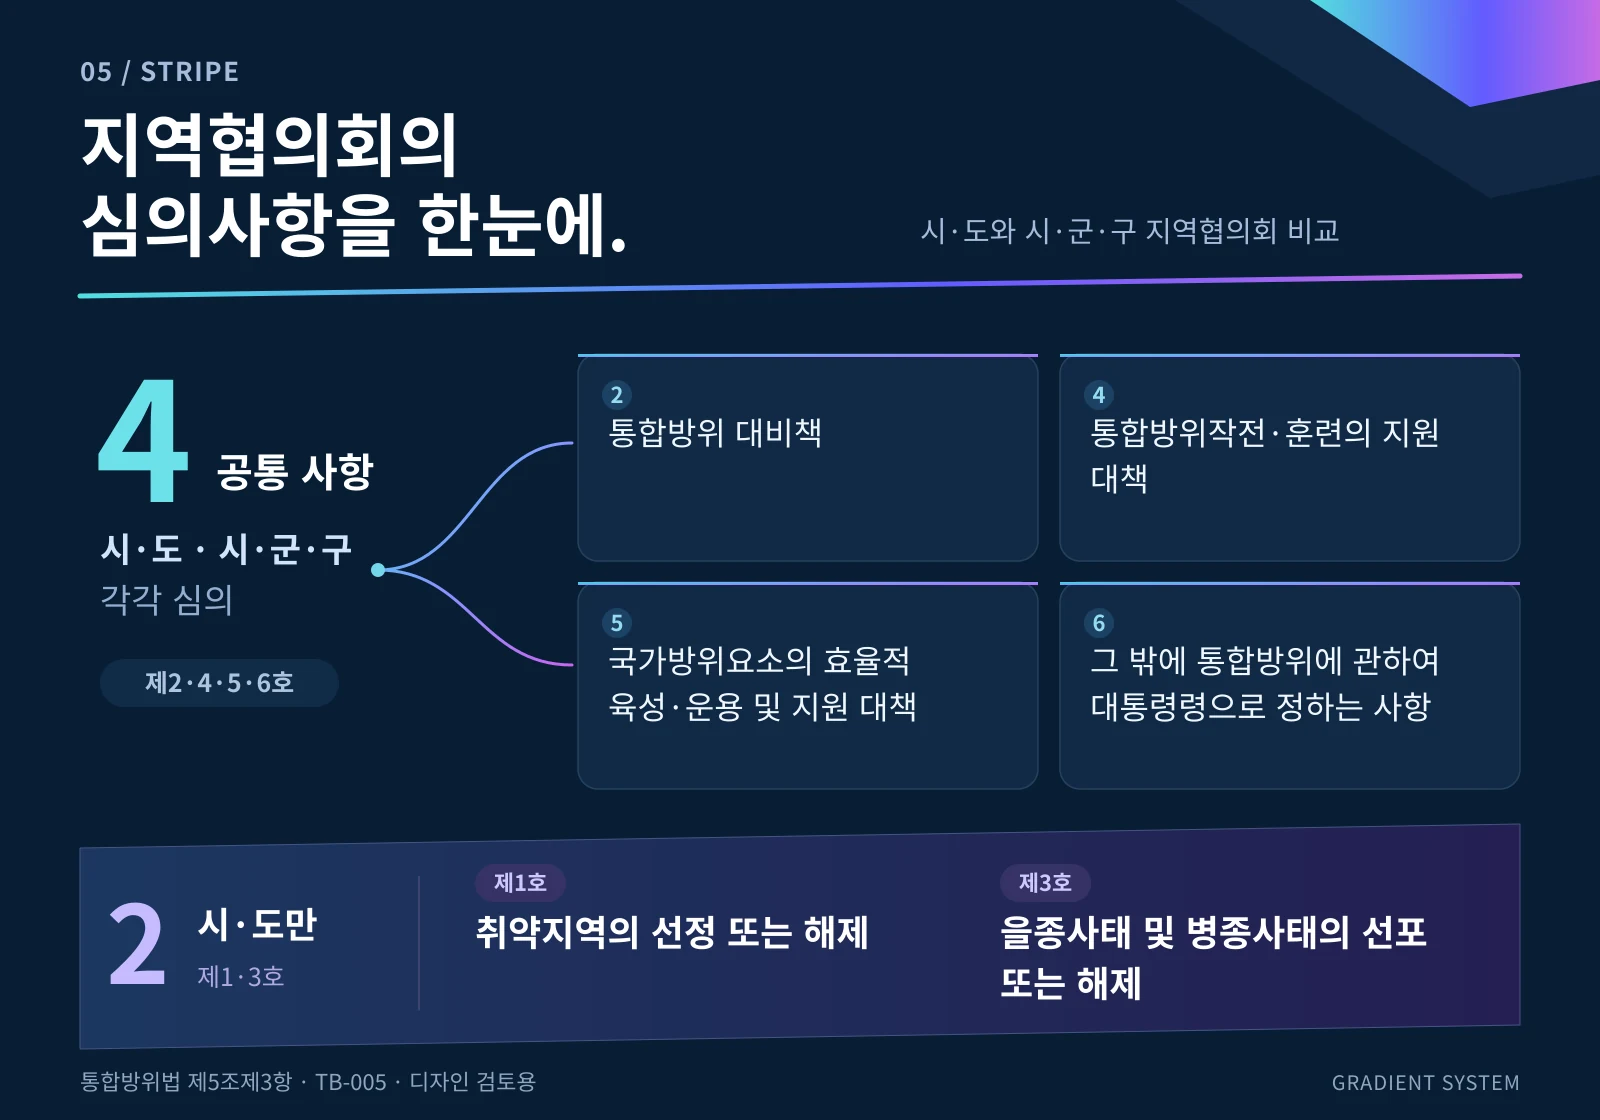 05 / STRIPE
지역협의회의
심의사항을 한눈에.
시·도와 시·군·구 지역협의회 비교
4 공통 사항
시·도 · 시·군·구
각각 심의
제2·4·5·6호
2
통합방위 대비책
4
통합방위작전·훈련의 지원
대책
5
국가방위요소의 효율적
육성·운용 및 지원 대책
6
그 밖에 통합방위에 관하여
대통령령으로 정하는 사항
2 시·도만
제1·3호
제1호
취약지역의 선정 또는 해제
제3호
을종사태 및 병종사태의 선포
또는 해제
통합방위법 제5조제3항 · TB-005 · 디자인 검토용
GRADIENT SYSTEM